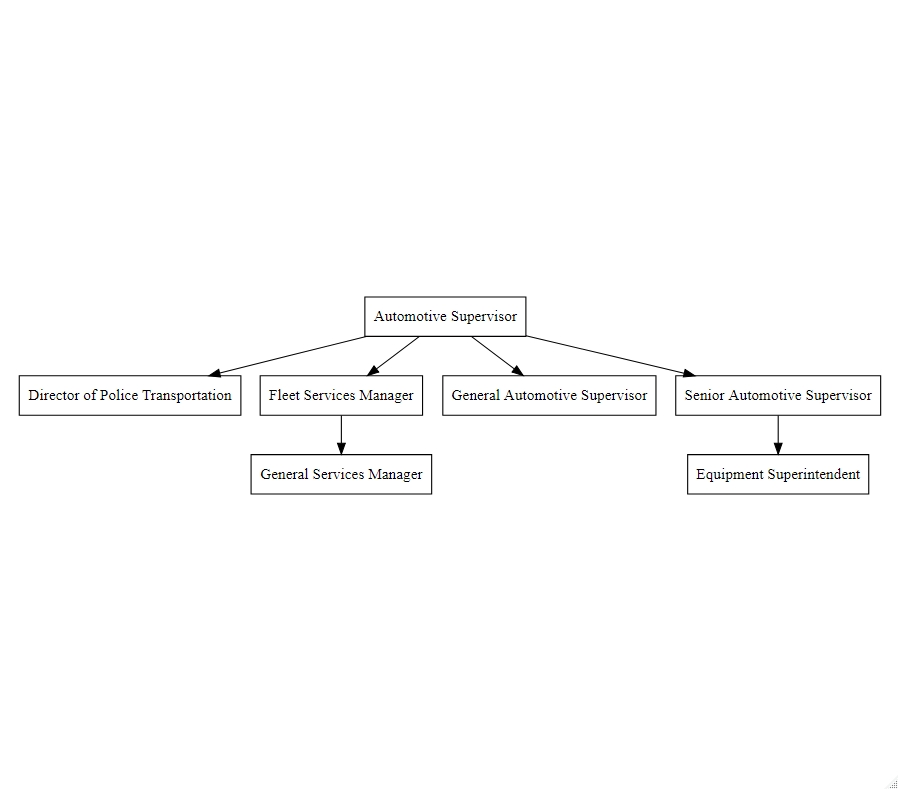 Automotive Supervisor
Director of Police Transportation
Fleet Services Manager
General Automotive Supervisor
Senior Automotive Supervisor
General Services Manager
Equipment Superintendent